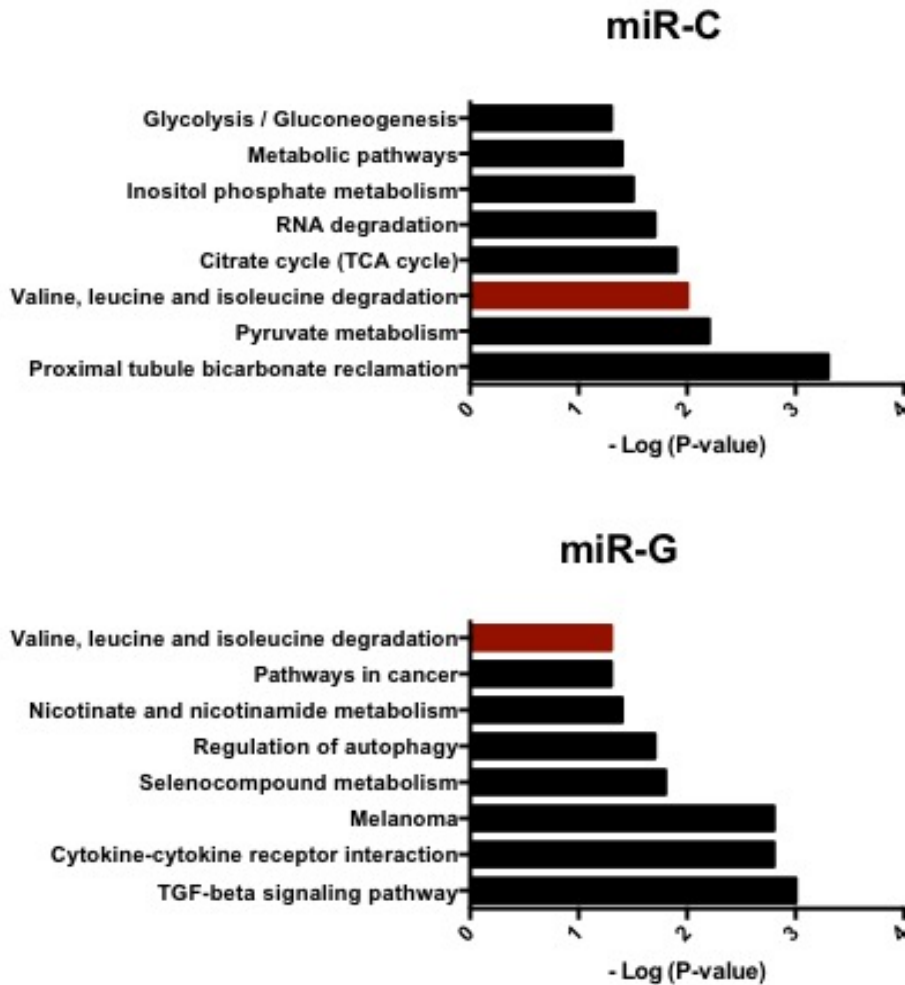 miR-C
Glycolysis / Gluconeogenesis
Metabolic pathways
Inositol phosphate metabolism
RNA degradation
Citrate cycle (TCA cycle)
Valine, leucine and isoleucine degradation
Pyruvate metabolism
Proximal tubule bicarbonate reclamation
0 1 2 3 4
- Log (P-value)
miR-G
Valine, leucine and isoleucine degradation
Pathways in cancer
Nicotinate and nicotinamide metabolism
Regulation of autophagy
Selenocompound metabolism
Melanoma
Cytokine-cytokine receptor interaction
TGF-beta signaling pathway
0 1 2 3 4
- Log (P-value)